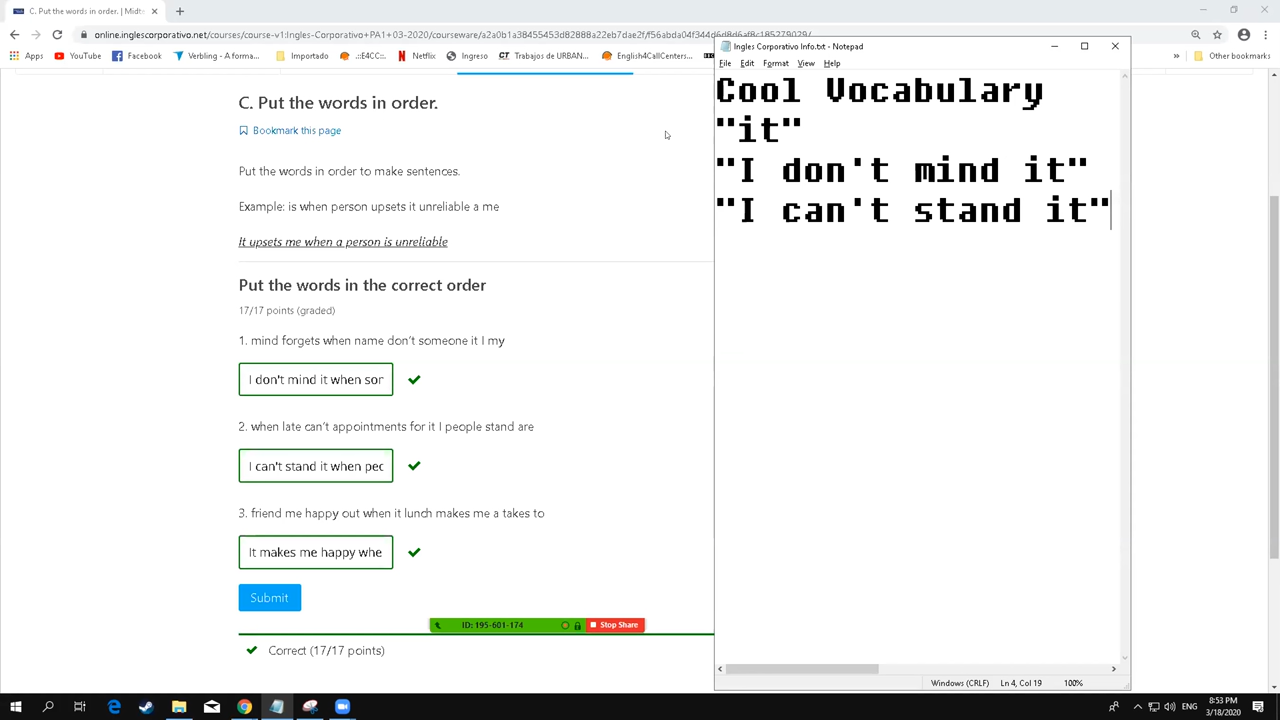 C. Put the words in order. | Midte
online.inglescorporativo.net/courses/course-v1:Ingles-Corporativo+PA1+03-2020/courseware/
Apps
YouTube
Facebook
Verbling - A forma...
Importado
.::E4CC::.
Netflix
Ingreso
Trabajos de URBAN...
English4CallCenters...
»
Other bookmarks
C. Put the words in order.
Bookmark this page
Put the words in order to make sentences.
Example: is when person upsets it unreliable a me
It upsets me when a person is unreliable
Put the words in the correct order
17/17 points (graded)
1. mind forgets when name don't someone it I my
I don't mind it when
2. when late can't appointments for it I people stand are
I can't stand it when
3. friend me happy out when it lunch makes me a takes to
It makes me happy whe
Submit
ID: 195-601-174
Stop Share
Correct (17/17 points)
Ingles Corporativo Info.txt - Notepad
File Edit Format View Help
Cool Vocabulary
"it"
"I don't mind it"
"I can't stand it"
Windows (CRLF) Ln 4, Col 19 100%
8:53 PM
3/18/2020